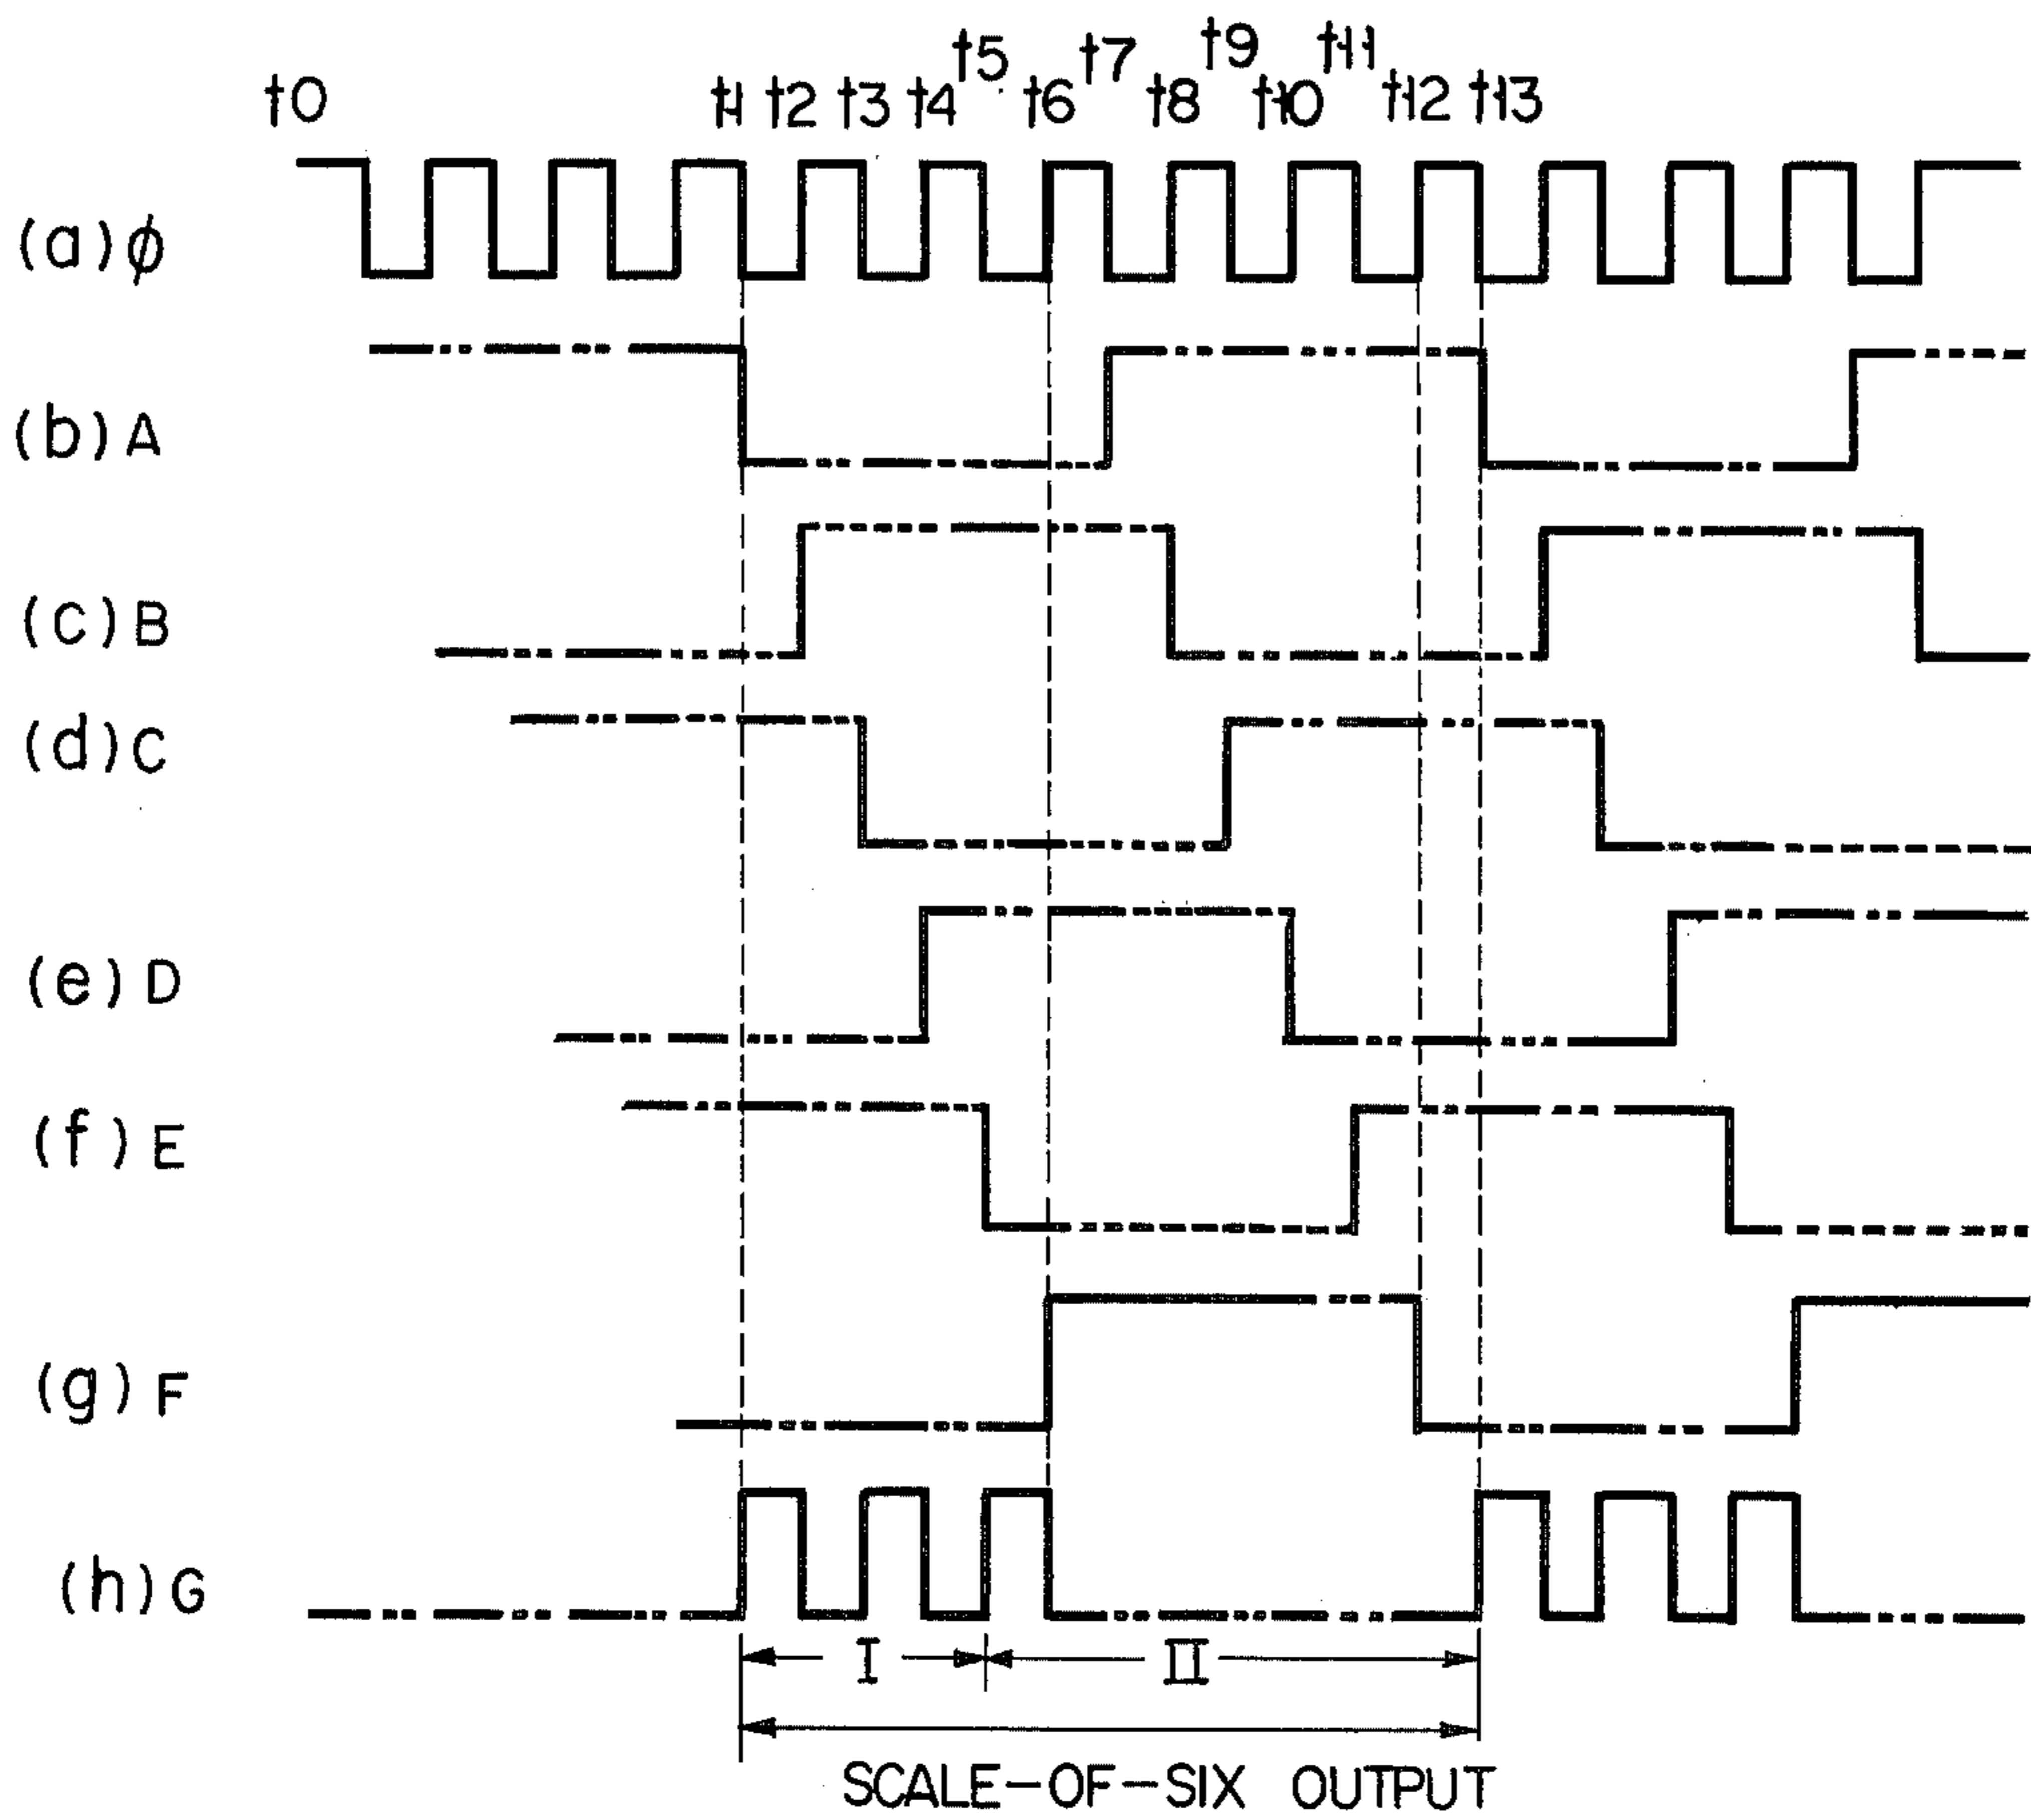 t0 t1 t2 t3 t4 t5 t6 t7 t8 t9 t10 t11 t12 t13
(a) ϕ
(b) A
(c) B
(d) C
(e) D
(f) E
(g) F
(h) G
I II
SCALE-OF-SIX OUTPUT